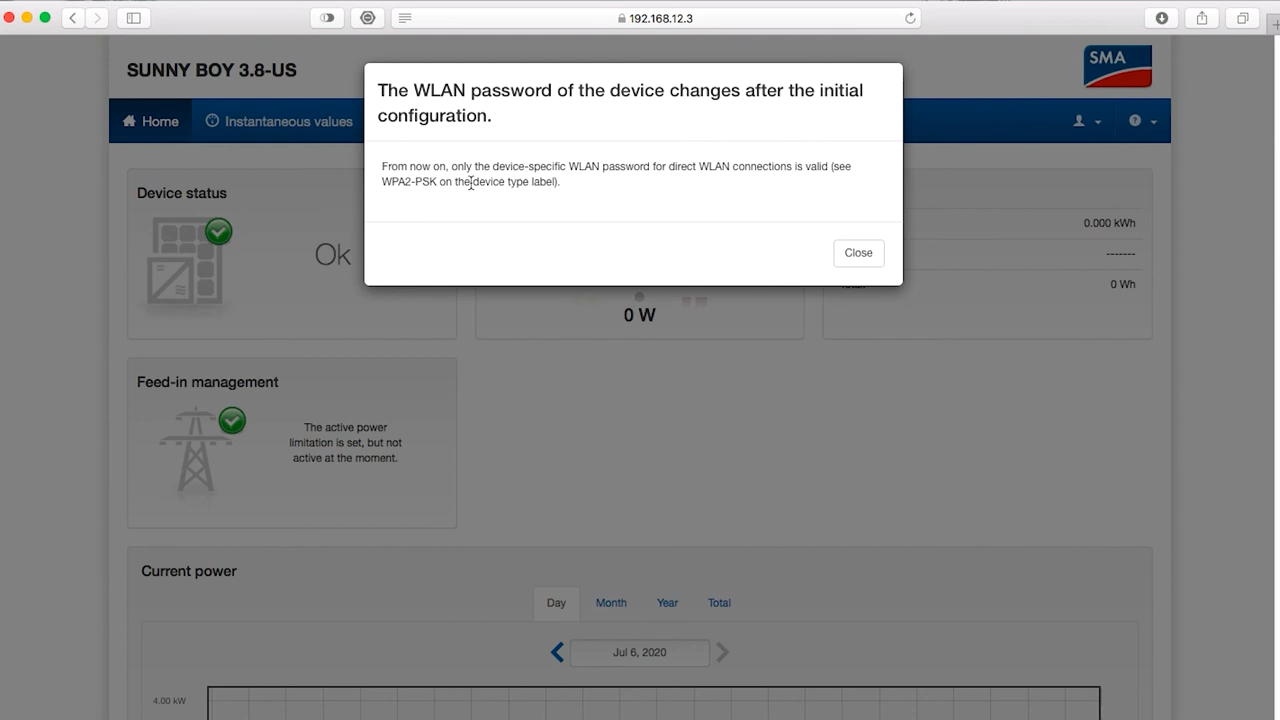 192.168.12.3
SUNNY BOY 3.8-US
SMA
The WLAN password of the device changes after the initial
configuration.
From now on, only the device-specific WLAN password for direct WLAN connections is valid (see
WPA2-PSK on the device type label).
Close
Home
Instantaneous values
Device status
Ok
0 W
0.000 kWh
-------
0 Wh
Feed-in management
The active power
limitation is set, but not
active at the moment.
Current power
Day Month Year Total
Jul 6, 2020
4.00 kW